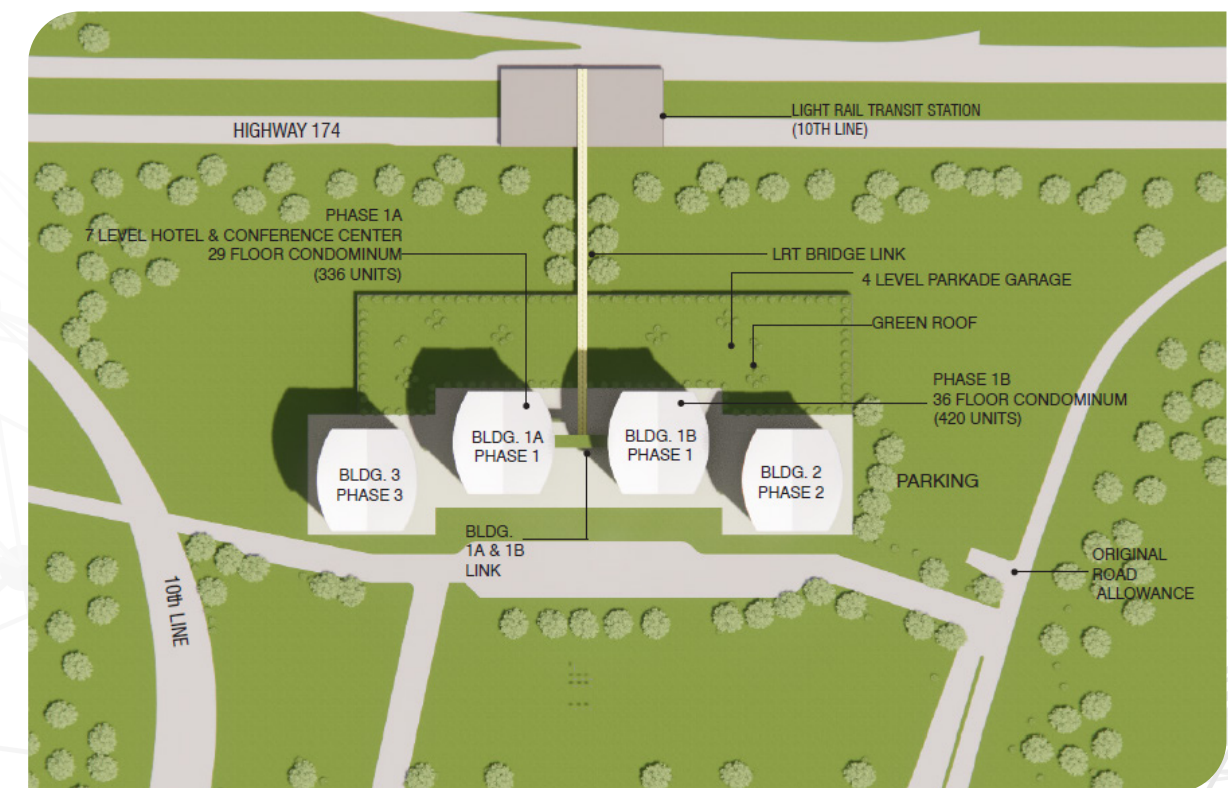 HIGHWAY 174
LIGHT RAIL TRANSIT STATION
(10TH LINE)
PHASE 1A
7 LEVEL HOTEL & CONFERENCE CENTER
29 FLOOR CONDOMINUM
(336 UNITS)
LRT BRIDGE LINK
4 LEVEL PARKADE GARAGE
GREEN ROOF
PHASE 1B
36 FLOOR CONDOMINUM
(420 UNITS)
BLDG. 3
PHASE 3
BLDG. 1A
PHASE 1
BLDG. 1B
PHASE 1
BLDG. 2
PHASE 2
PARKING
BLDG.
1A & 1B
LINK
ORIGINAL
ROAD
ALLOWANCE
10th LINE